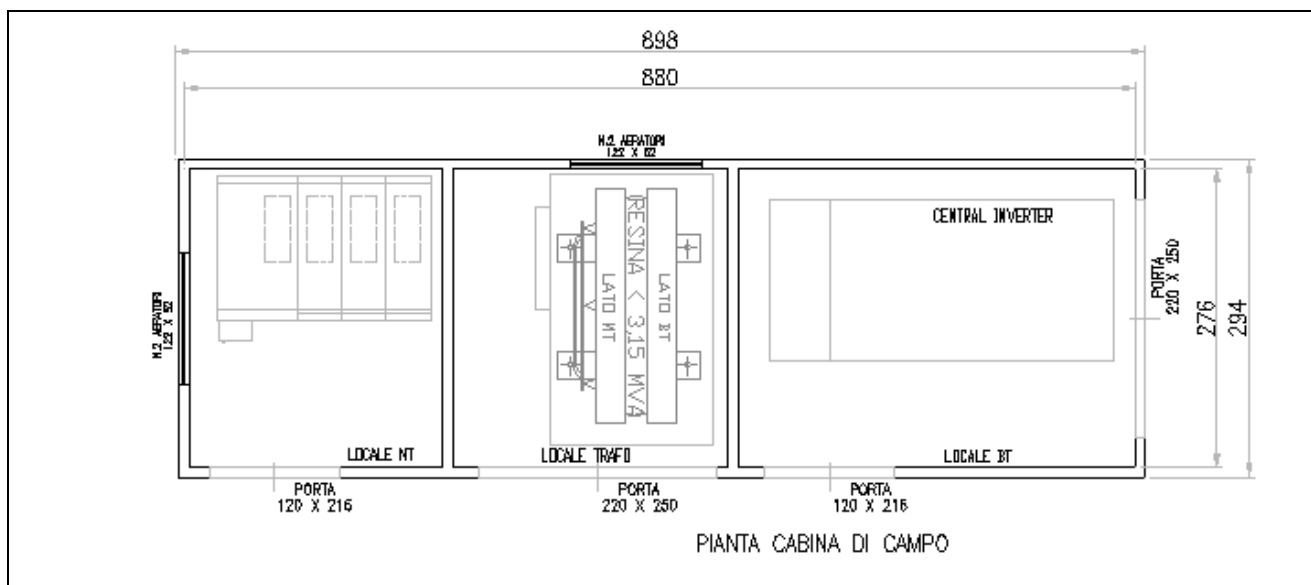 898
880
N.2 AERATORI
122 X 62
N.2 AERATORI
122 X 62
RESINA < 3,15 MVA
LATO MT
LATO BT
CENTRAL INVERTER
PORTA
220 X 250
276
294
LOCALE MT
LOCALE TRAFO
LOCALE BT
PORTA
120 X 216
PORTA
220 X 250
PORTA
120 X 216
PIANTA CABINA DI CAMPO